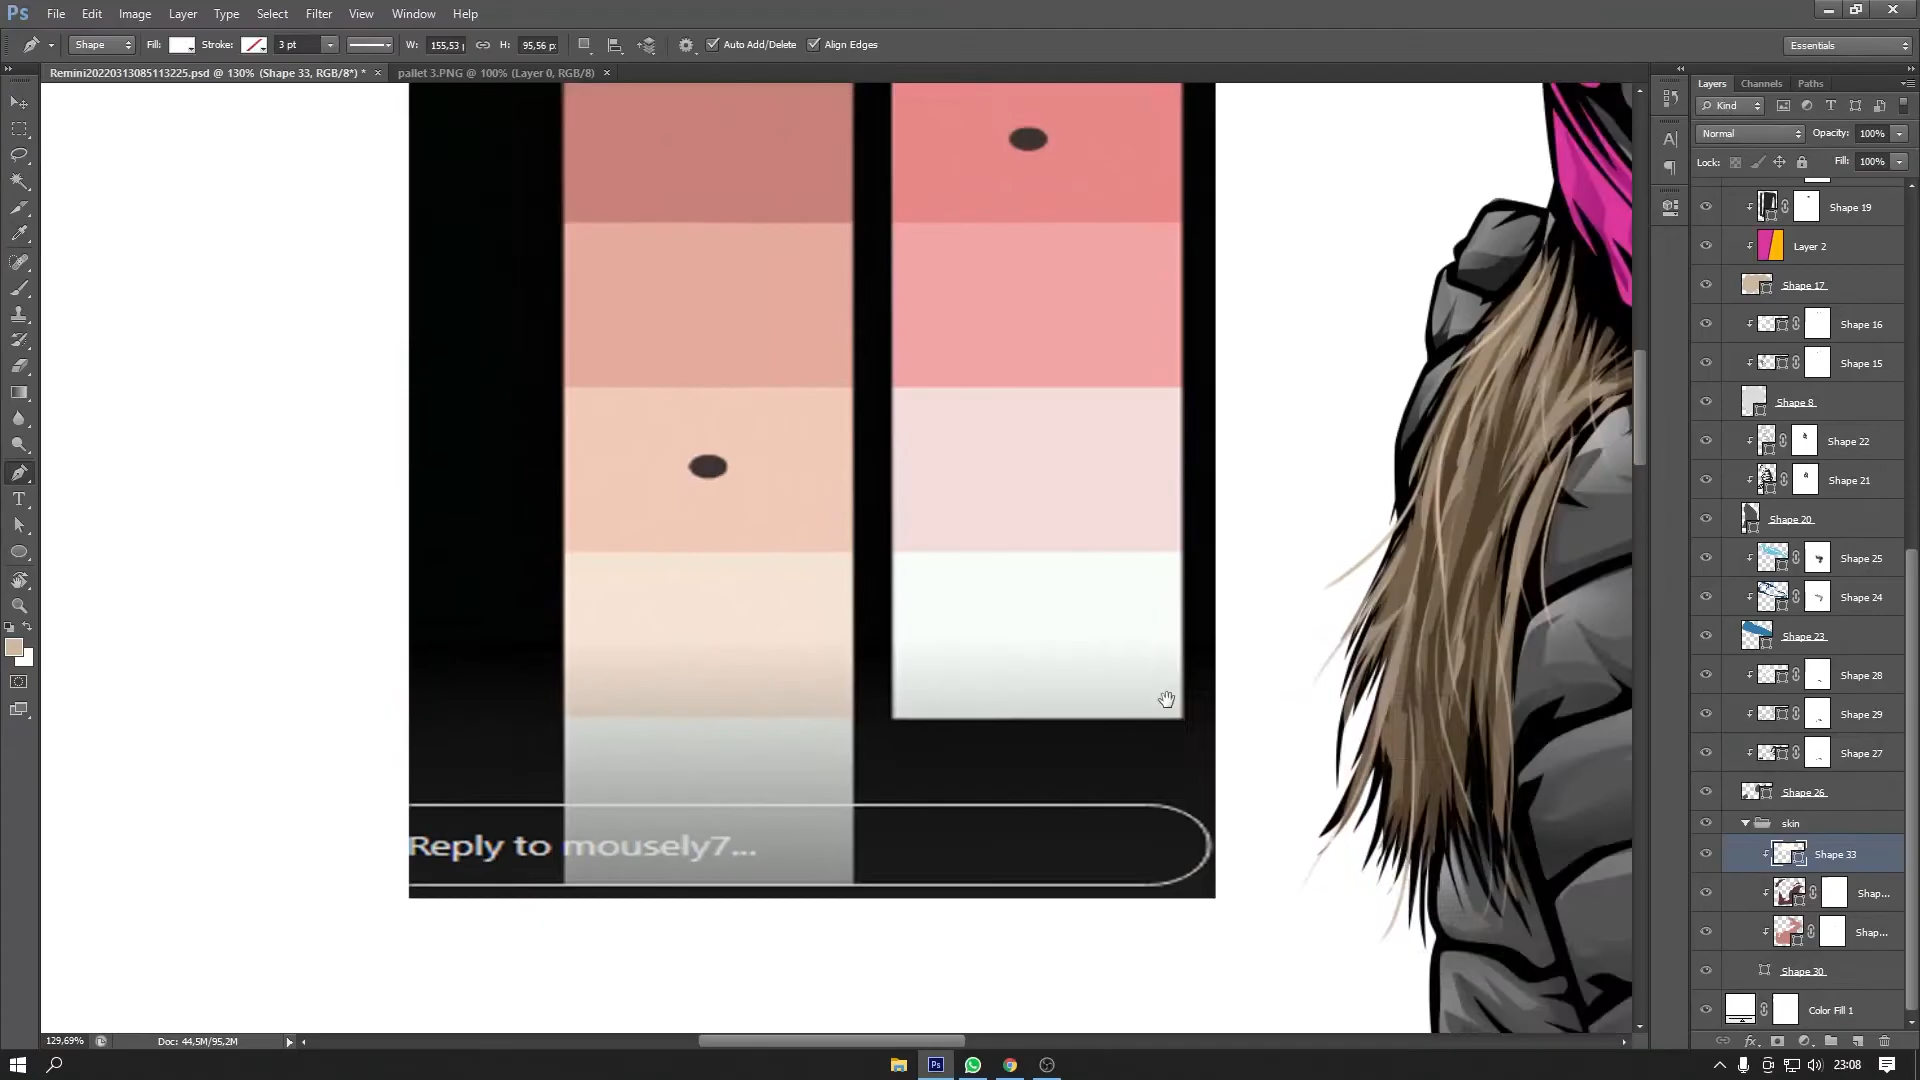 Ps File Edit Image Layer Type Select Filter View Window Help
Shape Fill: Stroke: 3 pt W: 155,53 p H: 95,56 p: Auto Add/Delete Align Edges Essentials
Remini20220313085113225.psd @ 130% (Shape 33, RGB/8*) * × pallet 3.PNG @ 100% (Layer 0, RGB/8) ×
Layers Channels Paths
Kind
Normal Opacity: 100%
Lock: Fill: 100%
Shape 19
Layer 2
Shape 17
Shape 16
Shape 15
Shape 8
Shape 22
Shape 21
Shape 20
Shape 25
Shape 24
Shape 23
Shape 28
Shape 29
Shape 27
Shape 26
skin
Shape 33
Shap...
Shap...
Shape 30
Color Fill 1
Reply to mousely7...
129,69% Doc: 44,5M/95,2M
fx
Ps
23:08